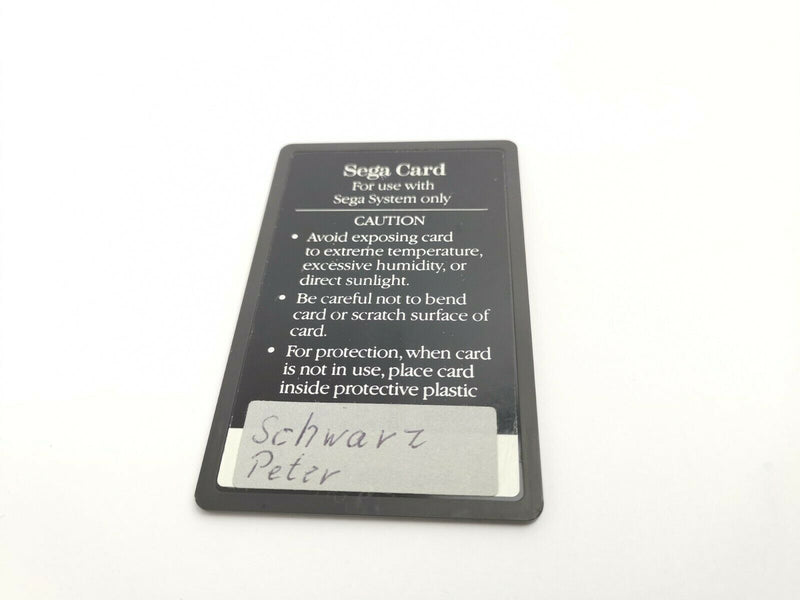 Sega Card
For use with
Sega System only
CAUTION
• Avoid exposing card
to extreme temperature,
excessive humidity, or
direct sunlight.
• Be careful not to bend
card or scratch surface of
card.
• For protection, when card
is not in use, place card
inside protective plastic
Schwarz
Peter